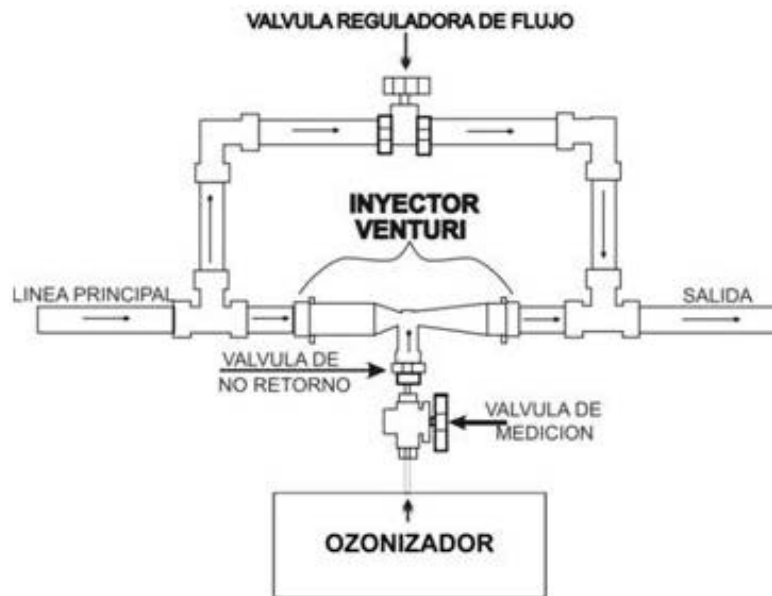 VALVULA REGULADORA DE FLUJO
INYECTOR
VENTURI
LINEA PRINCIPAL
SALIDA
VALVULA DE
NO RETORNO
VALVULA DE
MEDICION
OZONIZADOR